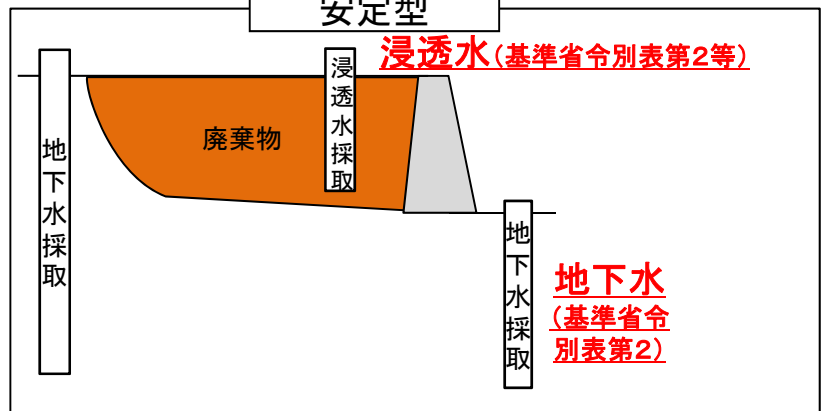 安定型
浸透水(基準省令別表第2等)
浸透水採取
廃棄物
地下水採取
地下水採取
地下水
(基準省令
別表第2)